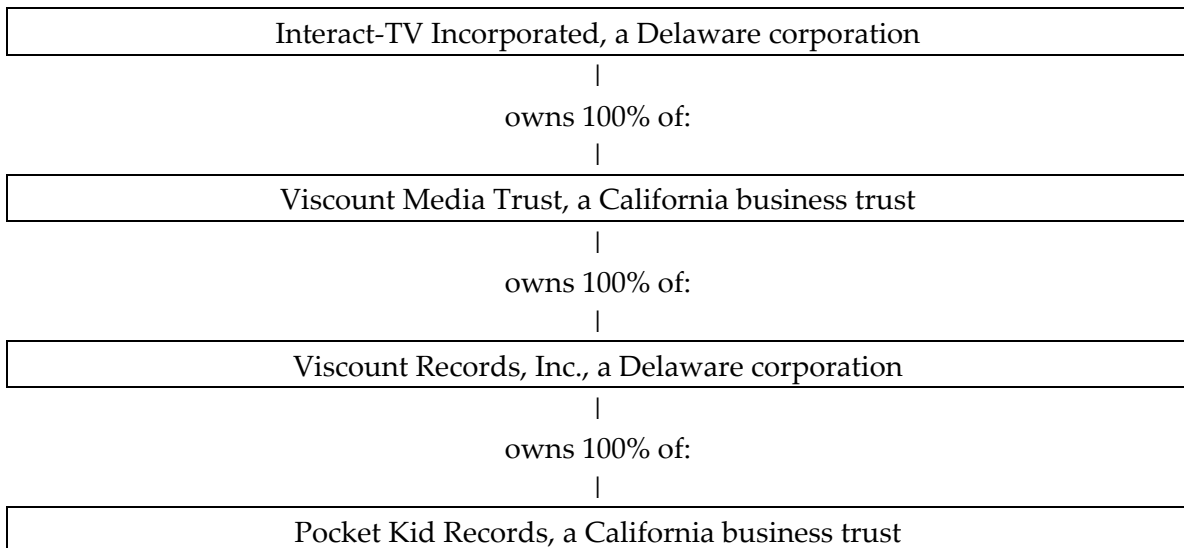 Interact-TV Incorporated, a Delaware corporation
|
owns 100% of:
|
Viscount Media Trust, a California business trust
|
owns 100% of:
|
Viscount Records, Inc., a Delaware corporation
|
owns 100% of:
|
Pocket Kid Records, a California business trust